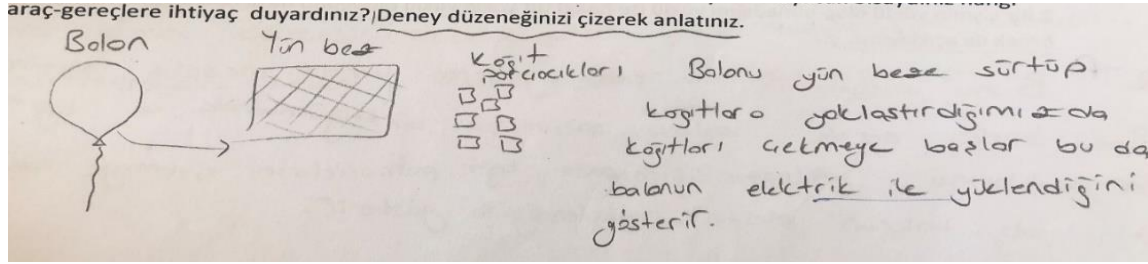 araç-gereçlere ihtiyaç duyardınız? Deney düzeneğinizi çizerek anlatınız.
Balon
Yün bez
Kağıt
parçacıkları
Balonu yün beze sürtüp
kağıtlara yaklaştırdığımızda
kağıtları çekmeye başlar bu da
balonun elektrik ile yüklendiğini
gösterir.